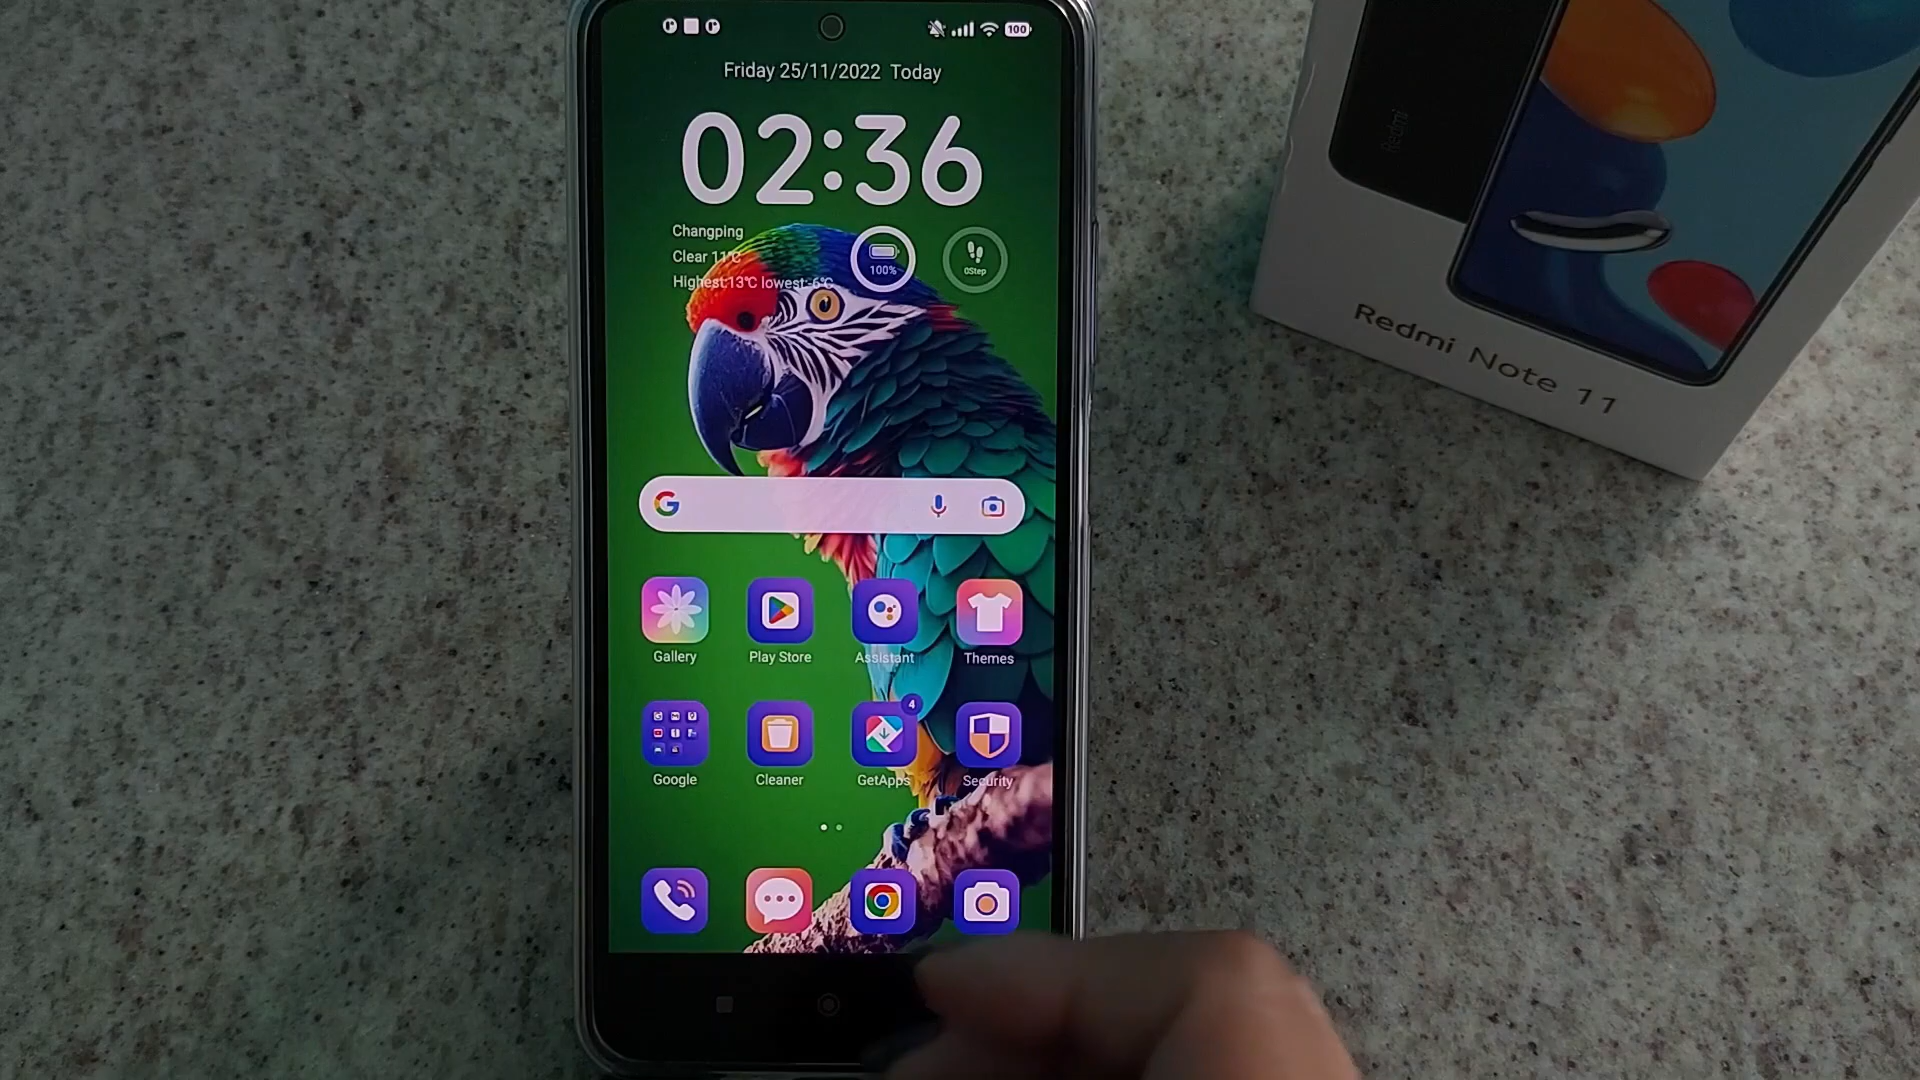 100
Friday 25/11/2022 Today
02:36
Changping
Clear 11°C
Highest:13℃ lowest:-6℃
100%
0Step
Gallery
Play Store
Assistant
Themes
4
Google
Cleaner
GetApps
Security
Redmi
Redmi Note 11